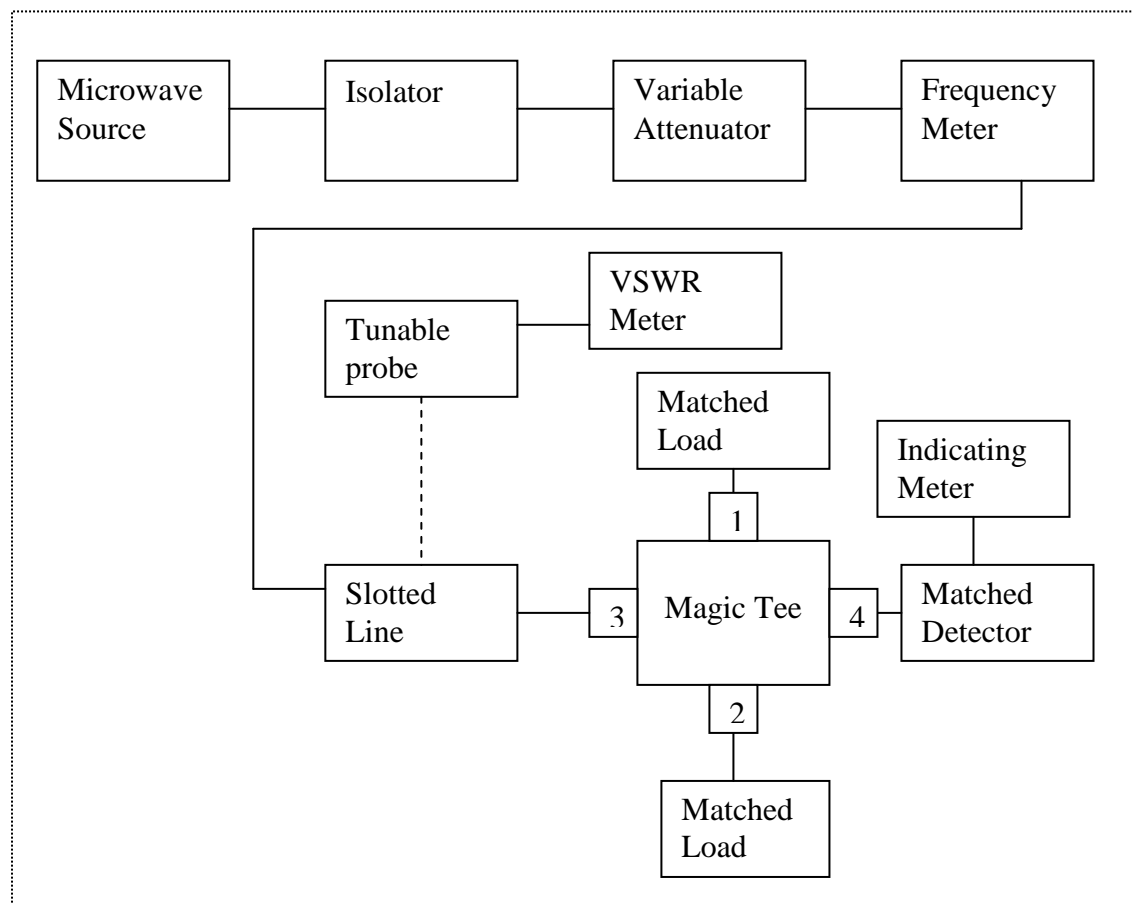 Microwave
Source
Isolator
Variable
Attenuator
Frequency
Meter
VSWR
Meter
Tunable
probe
Matched
Load
Indicating
Meter
1
Slotted
Line
3
Magic Tee
4
Matched
Detector
2
Matched
Load